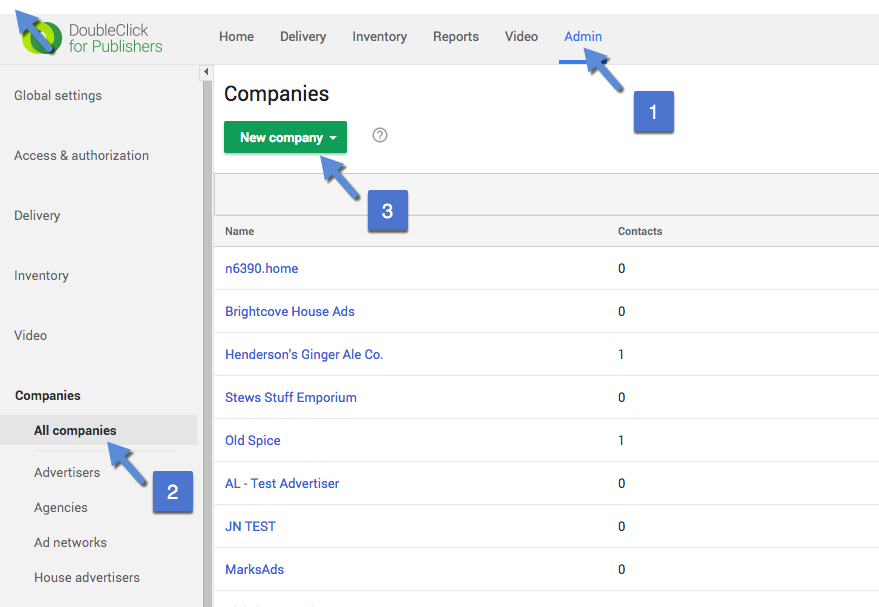 DoubleClick
for Publishers
Home Delivery Inventory Reports Video Admin
1
Global settings
Access & authorization
Delivery
Inventory
Video
Companies
All companies
2
Advertisers
Agencies
Ad networks
House advertisers
Companies
New company
?
3
Name Contacts
n6390.home 0
Brightcove House Ads 0
Henderson's Ginger Ale Co. 1
Stews Stuff Emporium 0
Old Spice 1
AL - Test Advertiser 0
JN TEST 0
MarksAds 0